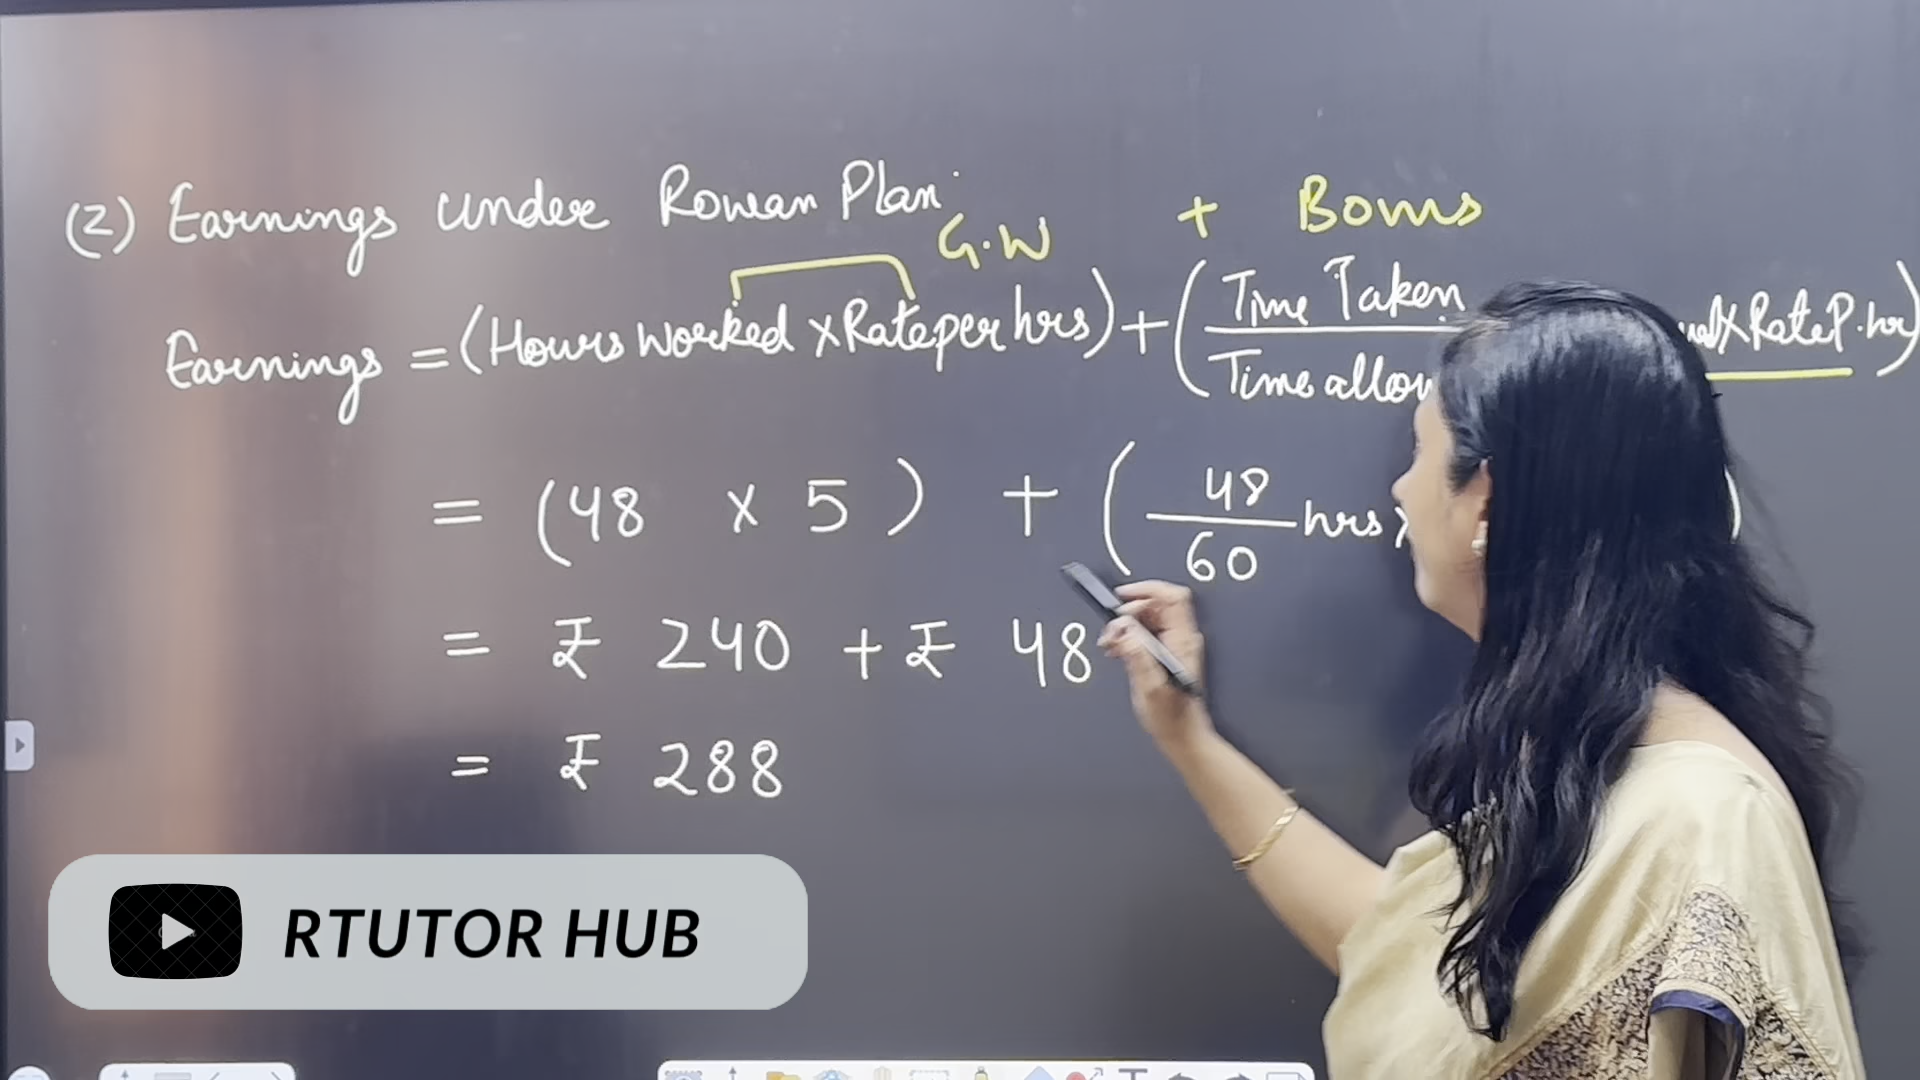 (2) Earnings under Rowan Plan
G.W + Bonus
Earnings = (Hours Worked x Rate per hrs) + (Time Taken / Time allow x Rate P.hr)
= (48 x 5) + (48/60 hrs x )
= ₹ 240 + ₹ 48
= ₹ 288
RTUTOR HUB